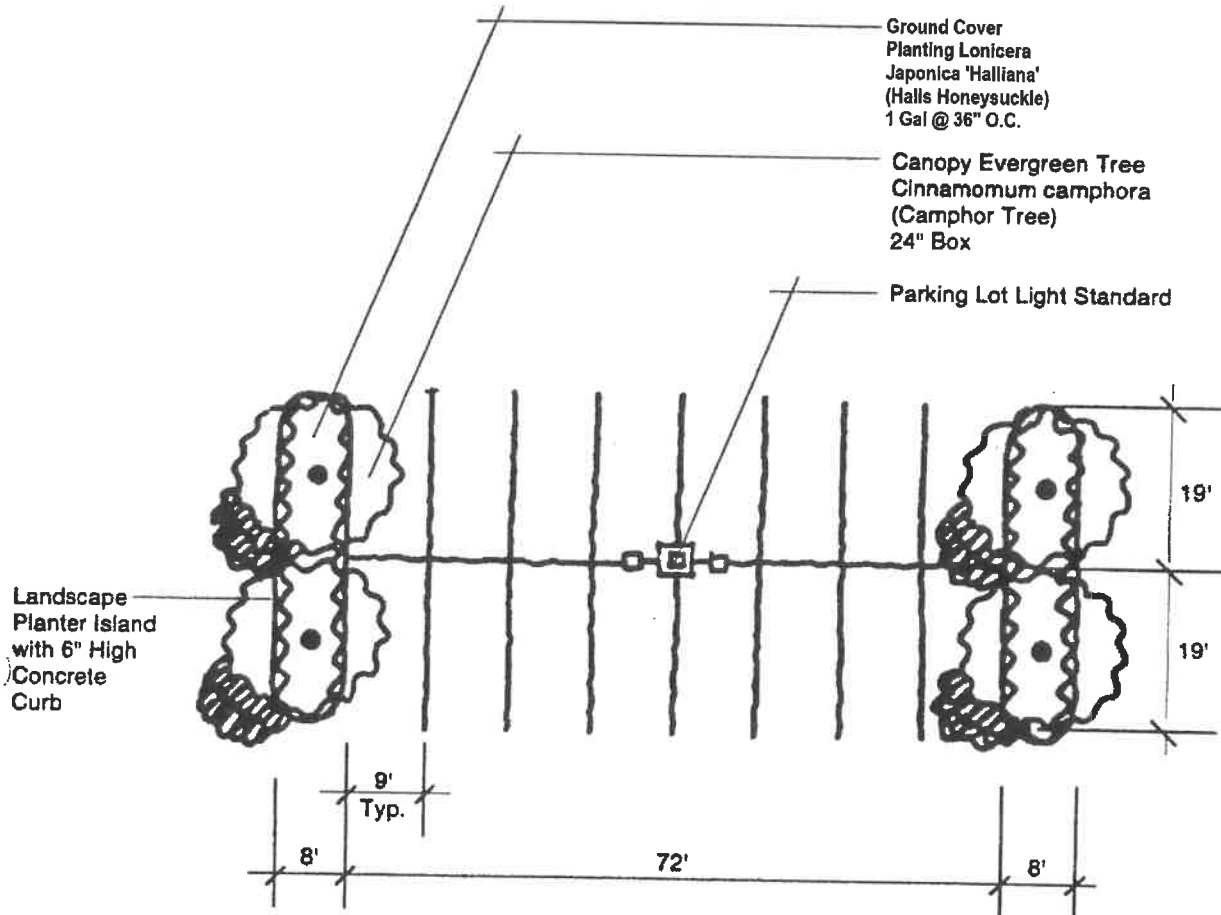 Ground Cover
Planting Lonicera
Japonica 'Halliana'
(Halls Honeysuckle)
1 Gal @ 36" O.C.
Canopy Evergreen Tree
Cinnamomum camphora
(Camphor Tree)
24" Box
Parking Lot Light Standard
19'
19'
Landscape
Planter Island
with 6" High
Concrete
Curb
9'
Typ.
8'
72'
8'